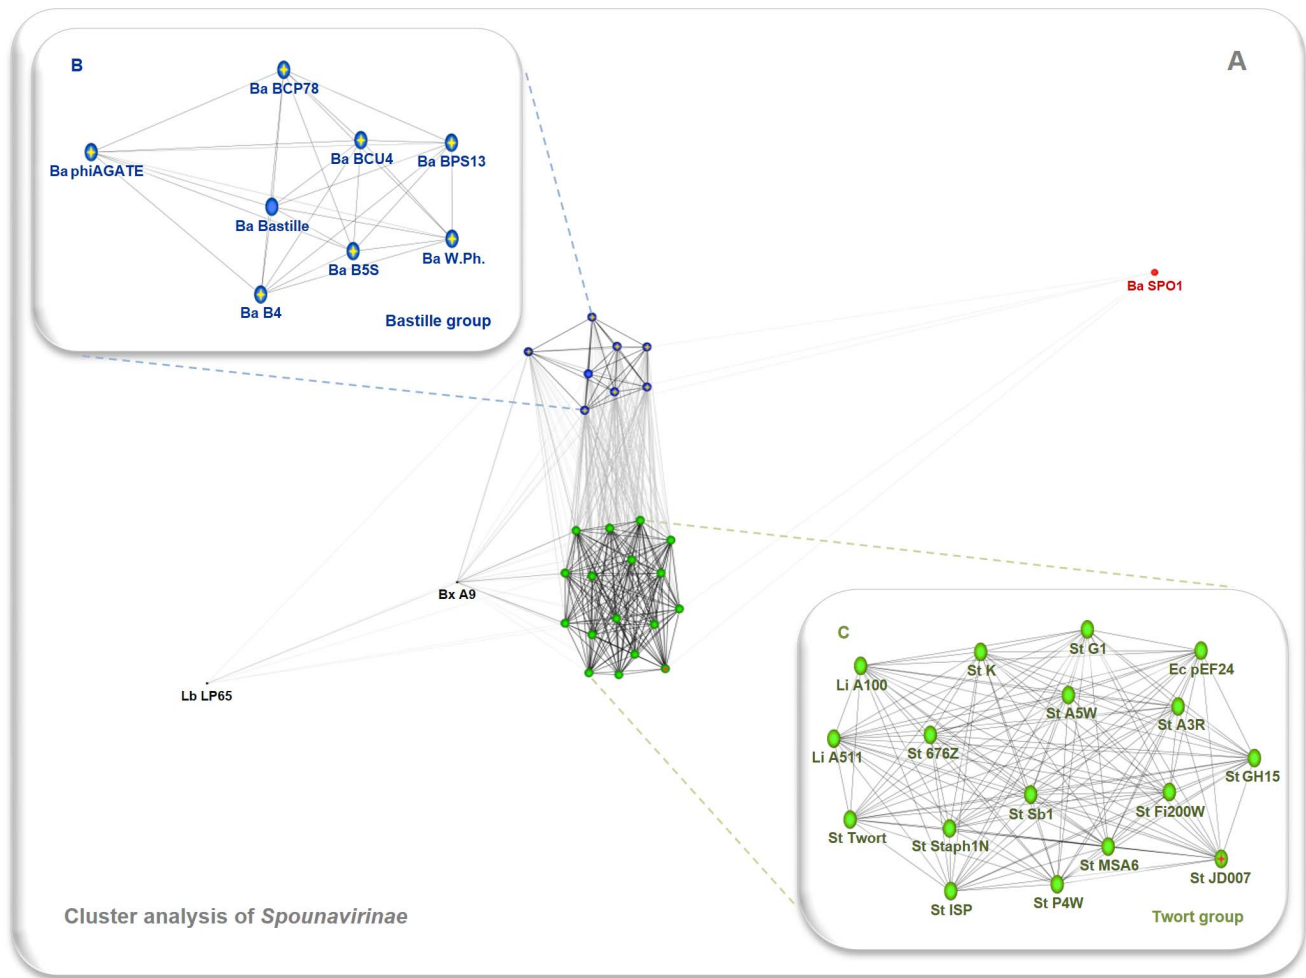 A
B
Ba BCP78
Ba BCU4
Ba BPS13
Ba phiAGATE
Ba Bastille
Ba W.Ph.
Ba B5S
Ba B4
Bastille group
Ba SPO1
Bx A9
Lb LP65
C
St G1
St K
Ec pEF24
Li A100
St A5W
St A3R
St 676Z
Li A511
St GH15
St Sb1
St Fi200W
St Twort
St Staph1N
St MSA6
St JD007
St P4W
St ISP
Twort group
Cluster analysis of Spounavirinae